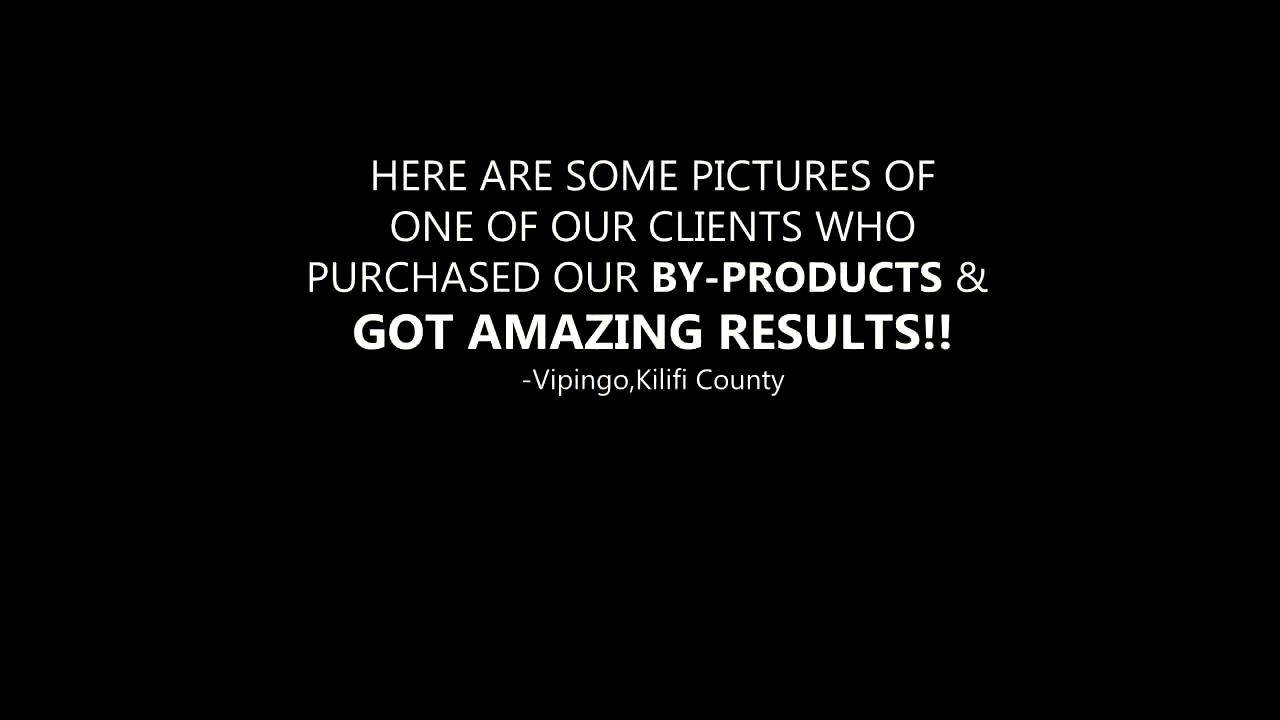 HERE ARE SOME PICTURES OF
ONE OF OUR CLIENTS WHO
PURCHASED OUR BY-PRODUCTS &
GOT AMAZING RESULTS!!
-Vipingo,Kilifi County